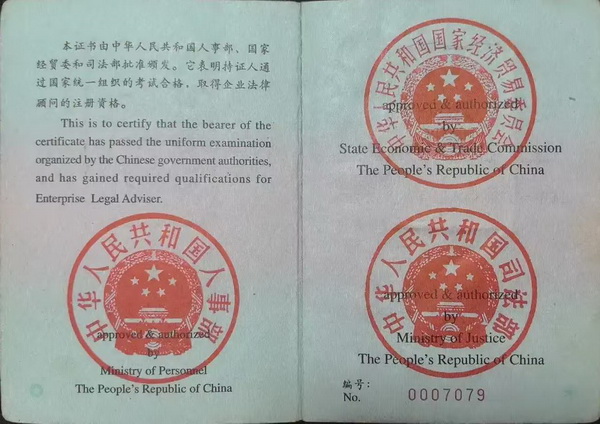 本证书由中华人民共和国人事部、国家
经贸委和司法部批准颁发。它表明持证人通
过国家统一组织的考试合格，取得企业法律
顾问的注册资格。
This is to certify that the bearer of the
certificate has passed the uniform examination
organized by the Chinese government authorities,
and has gained required qualifications for
Enterprise Legal Adviser.
中华人民共和国人事部
approved & authorized
by
Ministry of Personnel
The People's Republic of China
中华人民共和国国家经济贸易委员会
approved & authorized
by
State Economic & Trade Commission
The People's Republic of China
中华人民共和国司法部
approved & authorized
by
Ministry of Justice
The People's Republic of China
编号：
No. 0007079